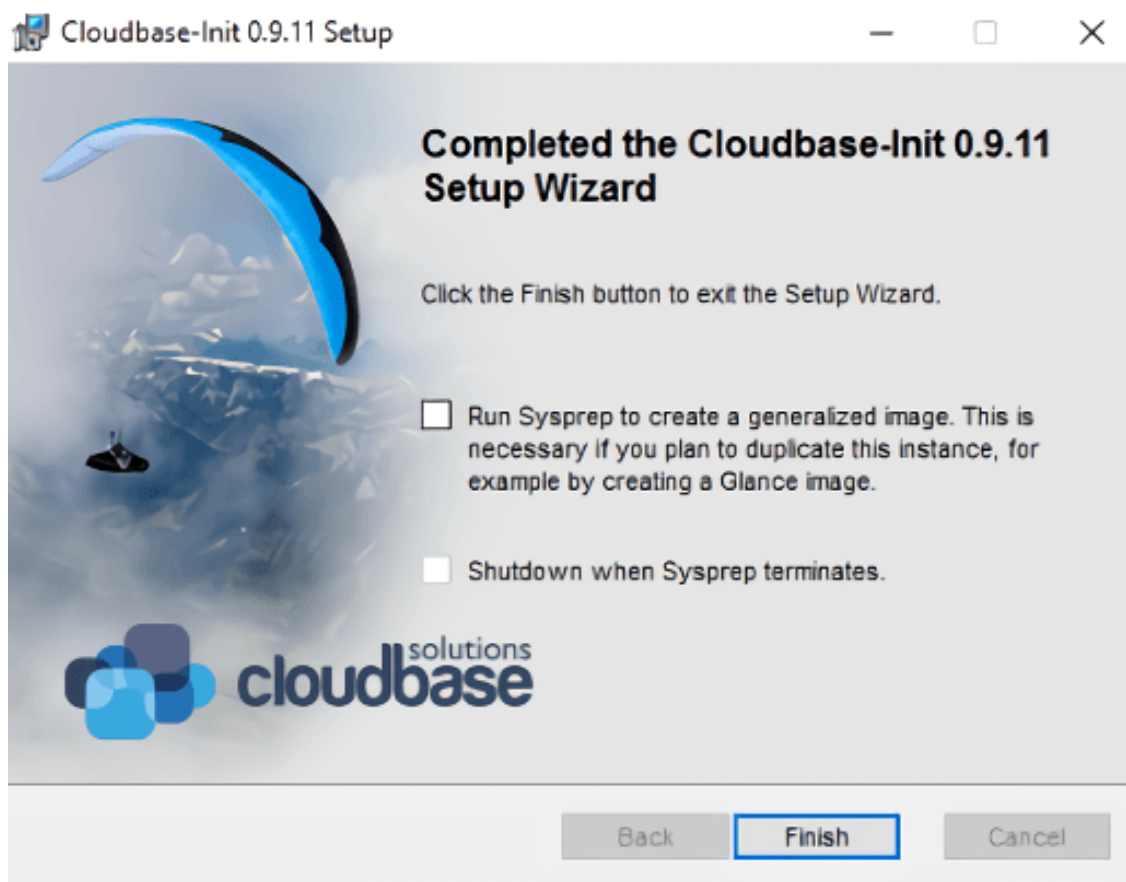 Cloudbase-Init 0.9.11 Setup
Completed the Cloudbase-Init 0.9.11
Setup Wizard
Click the Finish button to exit the Setup Wizard.
Run Sysprep to create a generalized image. This is
necessary if you plan to duplicate this instance, for
example by creating a Glance image.
Shutdown when Sysprep terminates.
solutions
cloudbase
Back
Finish
Cancel